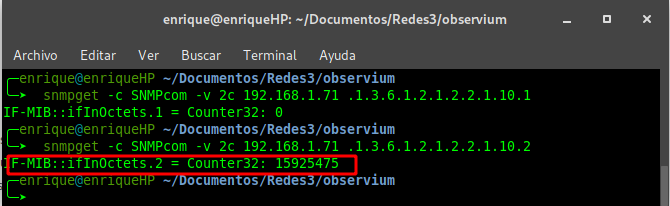 enrique@enriqueHP: ~/Documentos/Redes3/observium
Archivo Editar Ver Buscar Terminal Ayuda
enrique@enriqueHP ~/Documentos/Redes3/observium
snmpget -c SNMPcom -v 2c 192.168.1.71 .1.3.6.1.2.1.2.2.1.10.1
IF-MIB::ifInOctets.1 = Counter32: 0
enrique@enriqueHP ~/Documentos/Redes3/observium
snmpget -c SNMPcom -v 2c 192.168.1.71 .1.3.6.1.2.1.2.2.1.10.2
IF-MIB::ifInOctets.2 = Counter32: 15925475
enrique@enriqueHP ~/Documentos/Redes3/observium